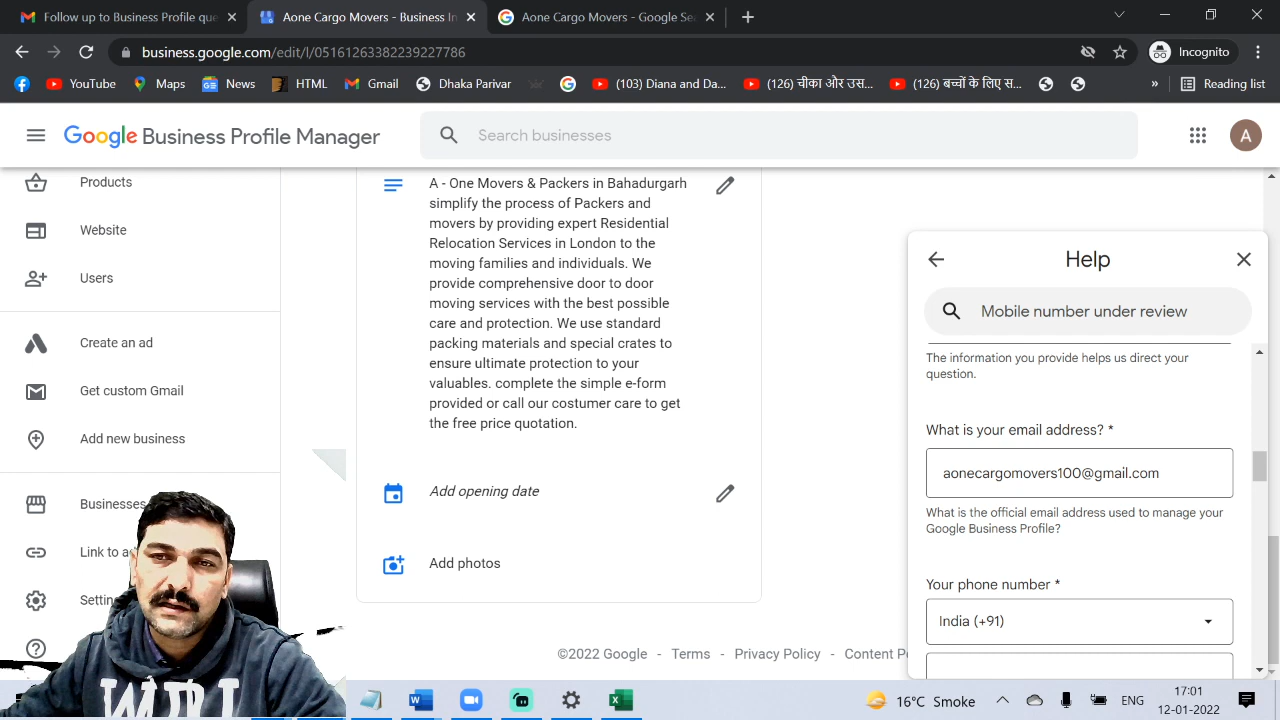 Follow up to Business Profile qu
Aone Cargo Movers - Business In
Aone Cargo Movers - Google Sea
business.google.com/edit/l/05161263382239227786
Incognito
YouTube
Maps
News
HTML
Gmail
Dhaka Parivar
(103) Diana and Da...
(126) चीका और उस...
(126) बच्चों के लिए स...
»
Reading list
Google Business Profile Manager
Search businesses
A
Products
Website
Users
Create an ad
Get custom Gmail
Add new business
Businesses
Link to a
Settin
A - One Movers & Packers in Bahadurgarh
simplify the process of Packers and
movers by providing expert Residential
Relocation Services in London to the
moving families and individuals. We
provide comprehensive door to door
moving services with the best possible
care and protection. We use standard
packing materials and special crates to
ensure ultimate protection to your
valuables. complete the simple e-form
provided or call our costumer care to get
the free price quotation.
Add opening date
Add photos
©2022 Google - Terms - Privacy Policy - Content Po
Help
Mobile number under review
The information you provide helps us direct your
question.
What is your email address? *
aonecargomovers100@gmail.com
What is the official email address used to manage your
Google Business Profile?
Your phone number *
India (+91)
16°C Smoke
ENG
17:01
12-01-2022